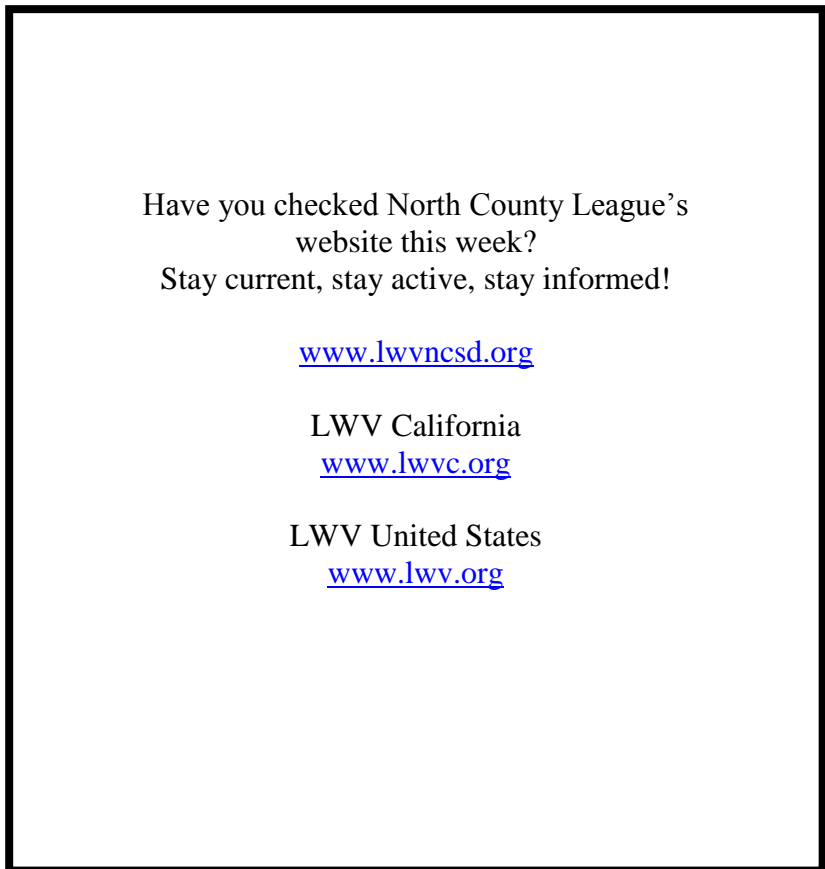 Have you checked North County League’s
website this week?
Stay current, stay active, stay informed!
www.lwvncsd.org
LWV California
www.lwvc.org
LWV United States
www.lwv.org